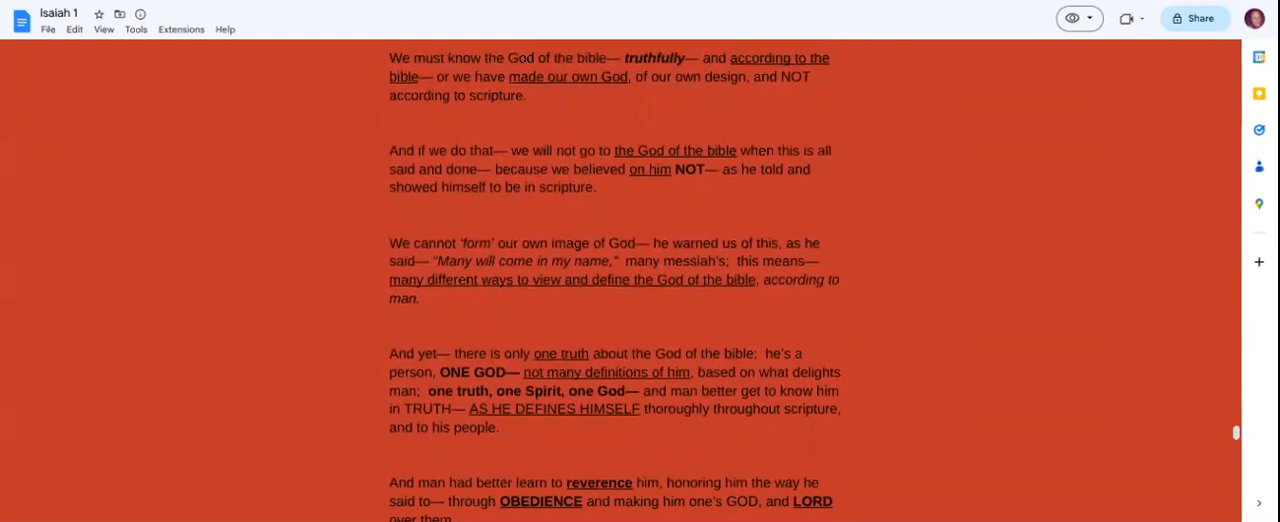 Isaiah 1
File Edit View Tools Extensions Help
Share
We must know the God of the bible— truthfully— and according to the
bible— or we have made our own God, of our own design, and NOT
according to scripture.
And if we do that— we will not go to the God of the bible when this is all
said and done— because we believed on him NOT— as he told and
showed himself to be in scripture.
We cannot ‘form’ our own image of God— he warned us of this, as he
said— “Many will come in my name,” many messiah’s; this means—
many different ways to view and define the God of the bible, according to
man.
And yet— there is only one truth about the God of the bible; he’s a
person, ONE GOD— not many definitions of him, based on what delights
man; one truth, one Spirit, one God— and man better get to know him
in TRUTH— AS HE DEFINES HIMSELF thoroughly throughout scripture,
and to his people.
And man had better learn to reverence him, honoring him the way he
said to— through OBEDIENCE and making him one’s GOD, and LORD
over them